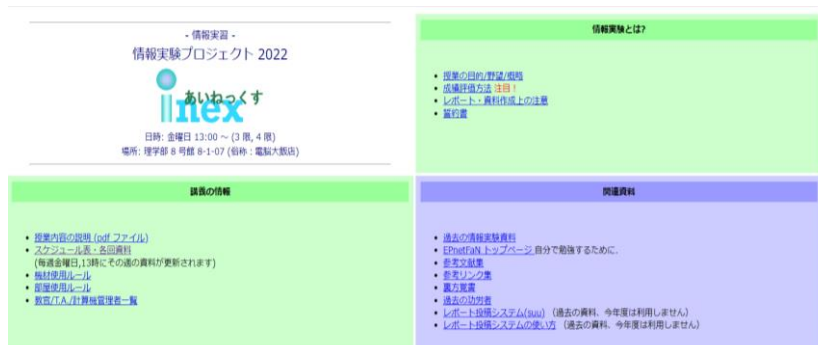 - 情報実習 -
情報実験プロジェクト 2022
あいねっくす
inex
日時: 金曜日 13:00 ~ (3 限, 4 限)
場所: 理学部 8 号館 8-1-07 (俗称：電脳大飯店)
情報実験とは?
授業の目的/野望/概略
成績評価方法 注目！
レポート・資料作成上の注意
誓約書
講義の情報
授業内容の説明 (pdf ファイル)
スケジュール表・各回資料
(毎週金曜日,13時にその週の資料が更新されます)
機材使用ルール
部屋使用ルール
教官/T.A./計算機管理者一覧
関連資料
過去の情報実験資料
EPnetFaN トップページ 自分で勉強するために.
参考文献集
参考リンク集
裏方覚書
過去の功労者
レポート投稿システム(suu) （過去の資料、今年度は利用しません）
レポート投稿システムの使い方 （過去の資料、今年度は利用しません）